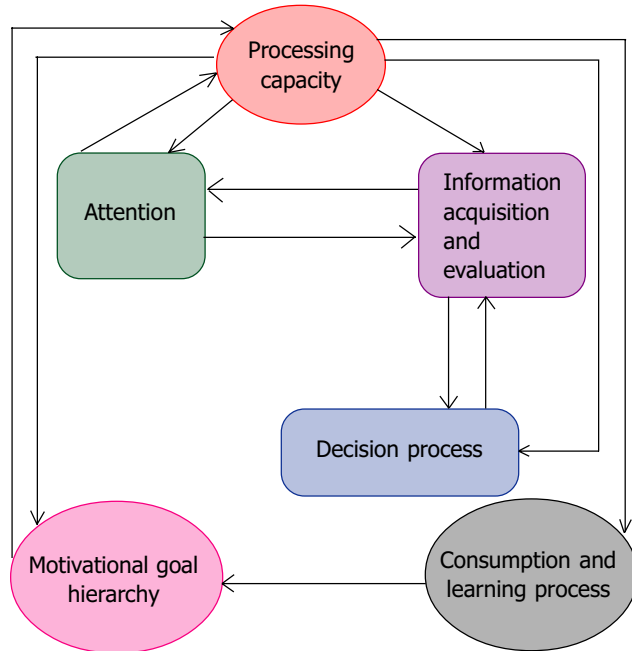 Processing
capacity
Attention
Information
acquisition
and
evaluation
Decision process
Motivational goal
hierarchy
Consumption and
learning process